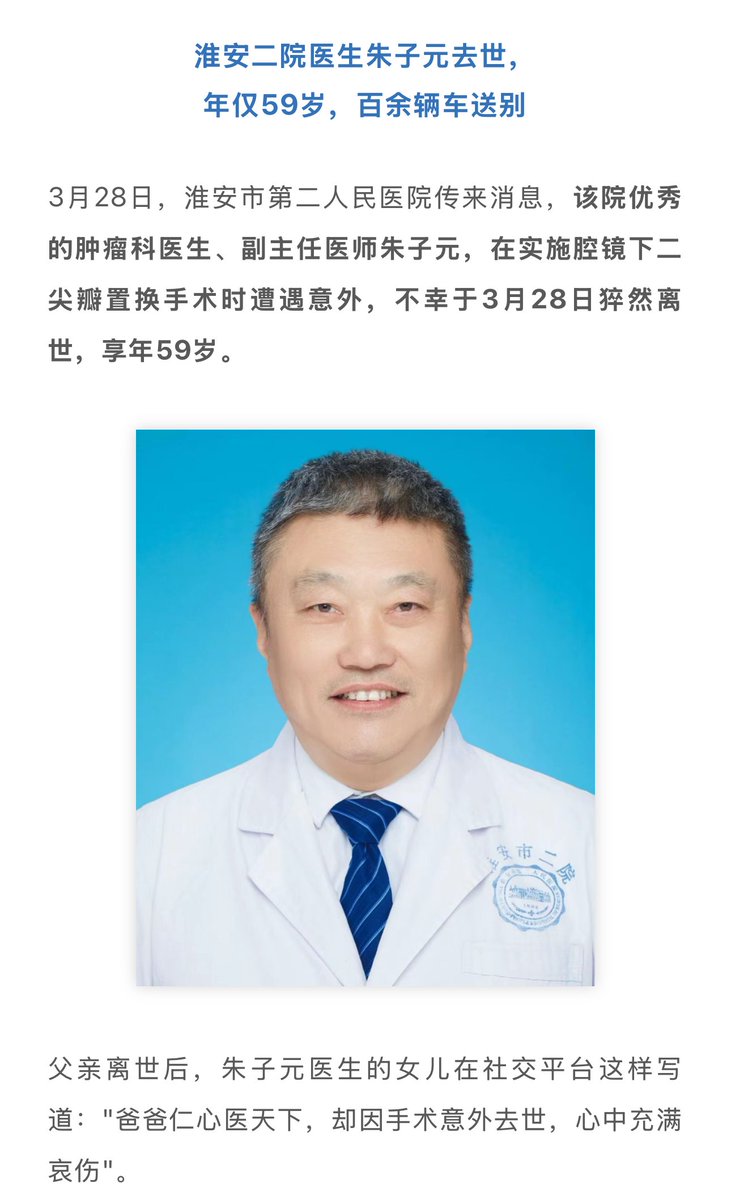 淮安二院医生朱子元去世，
年仅59岁，百余辆车送别
3月28日，淮安市第二人民医院传来消息，该院优秀
的肿瘤科医生、副主任医师朱子元，在实施腔镜下二
尖瓣置换手术时遭遇意外，不幸于3月28日猝然离
世，享年59岁。
淮安市二院
父亲离世后，朱子元医生的女儿在社交平台这样写
道："爸爸仁心医天下，却因手术意外去世，心中充满
哀伤"。